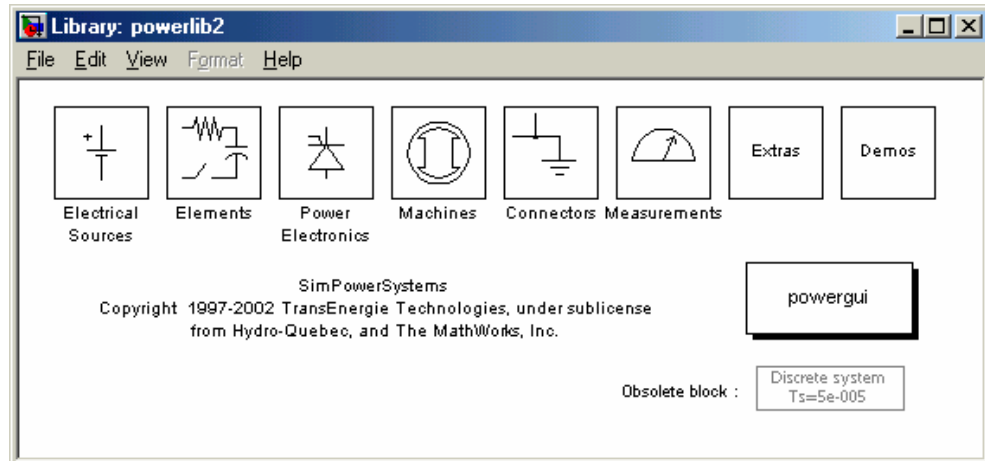 Library: powerlib2
File Edit View Format Help
Extras
Demos
Electrical
Sources
Elements
Power
Electronics
Machines
Connectors
Measurements
SimPowerSystems
Copyright 1997-2002 TransEnergie Technologies, under sublicense
from Hydro-Quebec, and The MathWorks, Inc.
powergui
Obsolete block :
Discrete system
Ts=5e-005